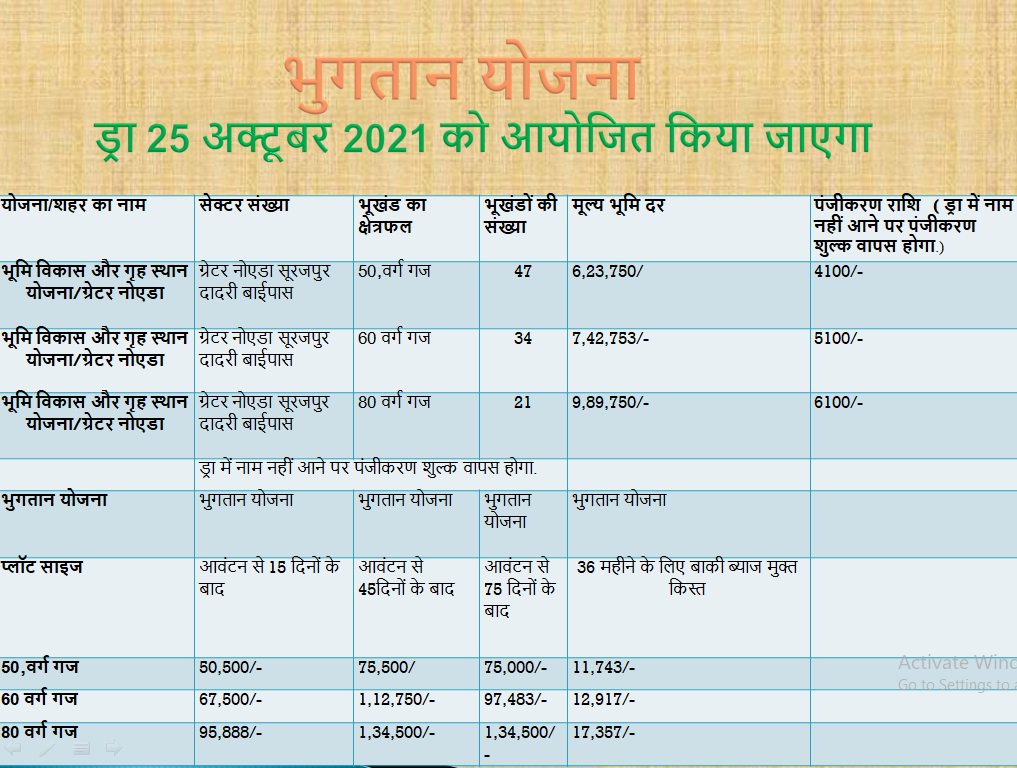 भुगतान योजना
ड्रा 25 अक्टूबर 2021 को आयोजित किया जाएगा
योजना/शहर का नाम सेक्टर संख्या भूखंड का क्षेत्रफल भूखंडों की संख्या मूल्य भूमि दर पंजीकरण राशि ( ड्रा में नाम नहीं आने पर पंजीकरण शुल्क वापस होगा.)
भूमि विकास और गृह स्थान योजना/ग्रेटर नोएडा ग्रेटर नोएडा सूरजपुर दादरी बाईपास 50,वर्ग गज 47 6,23,750/ 4100/-
भूमि विकास और गृह स्थान योजना/ग्रेटर नोएडा ग्रेटर नोएडा सूरजपुर दादरी बाईपास 60 वर्ग गज 34 7,42,753/- 5100/-
भूमि विकास और गृह स्थान योजना/ग्रेटर नोएडा ग्रेटर नोएडा सूरजपुर दादरी बाईपास 80 वर्ग गज 21 9,89,750/- 6100/-
ड्रा में नाम नहीं आने पर पंजीकरण शुल्क वापस होगा.
भुगतान योजना भुगतान योजना भुगतान योजना भुगतान योजना भुगतान योजना
प्लॉट साइज आवंटन से 15 दिनों के बाद आवंटन से 45दिनों के बाद आवंटन से 75 दिनों के बाद 36 महीने के लिए बाकी ब्याज मुक्त किस्त
50,वर्ग गज 50,500/- 75,500/ 75,000/- 11,743/-
Activate Wind
Go to Settings to a
60 वर्ग गज 67,500/- 1,12,750/- 97,483/- 12,917/-
80 वर्ग गज 95,888/- 1,34,500/- 1,34,500/- 17,357/-